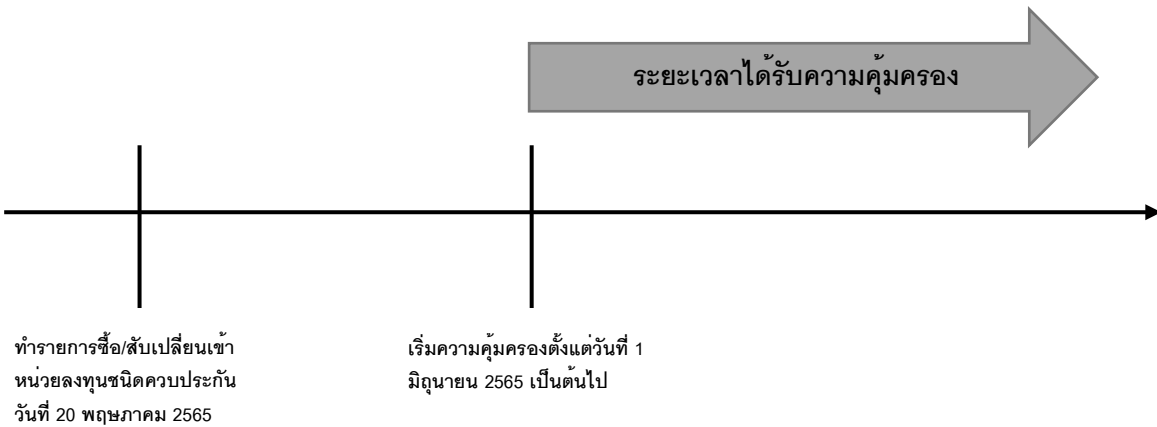 ระยะเวลาได้รับความคุ้มครอง
ทำรายการซื้อ/สับเปลี่ยนเข้า
หน่วยลงทุนชนิดควบประกัน
วันที่ 20 พฤษภาคม 2565
เริ่มความคุ้มครองตั้งแต่วันที่ 1
มิถุนายน 2565 เป็นต้นไป